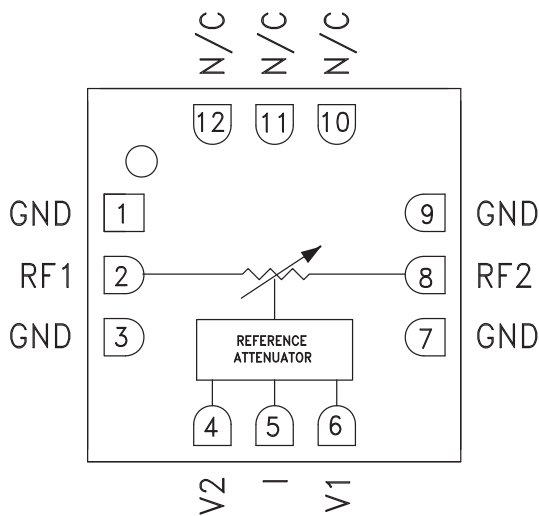 N/C N/C N/C
12 11 10
GND 1 9 GND
RF1 2 8 RF2
GND 3 7 GND
REFERENCE
ATTENUATOR
4 5 6
V2 I V1